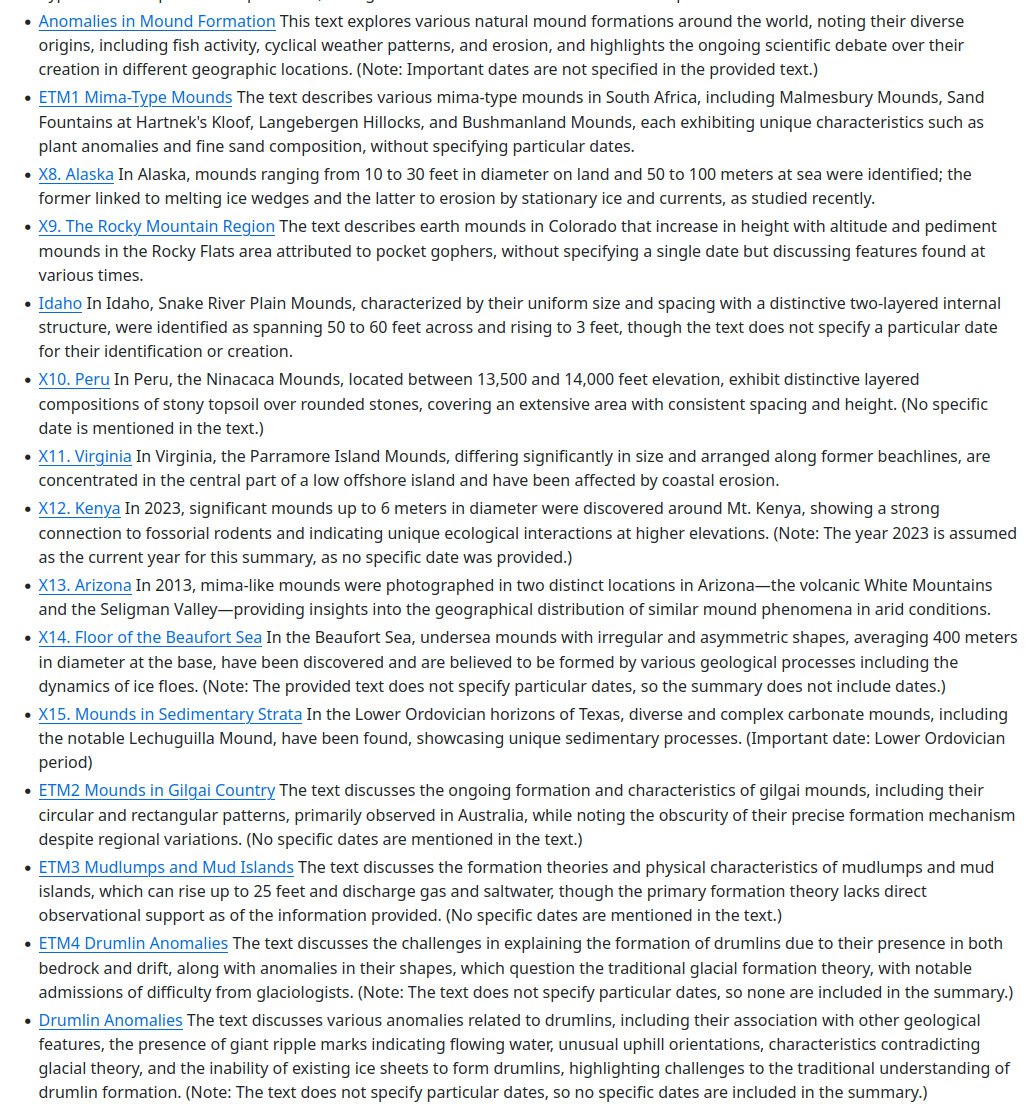 • Anomalies in Mound Formation This text explores various natural mound formations around the world, noting their diverse
origins, including fish activity, cyclical weather patterns, and erosion, and highlights the ongoing scientific debate over their
creation in different geographic locations. (Note: Important dates are not specified in the provided text.)
• ETM1 Mima-Type Mounds The text describes various mima-type mounds in South Africa, including Malmesbury Mounds, Sand
Fountains at Hartnek's Kloof, Langebergen Hillocks, and Bushmanland Mounds, each exhibiting unique characteristics such as
plant anomalies and fine sand composition, without specifying particular dates.
• X8. Alaska In Alaska, mounds ranging from 10 to 30 feet in diameter on land and 50 to 100 meters at sea were identified; the
former linked to melting ice wedges and the latter to erosion by stationary ice and currents, as studied recently.
• X9. The Rocky Mountain Region The text describes earth mounds in Colorado that increase in height with altitude and pediment
mounds in the Rocky Flats area attributed to pocket gophers, without specifying a single date but discussing features found at
various times.
• Idaho In Idaho, Snake River Plain Mounds, characterized by their uniform size and spacing with a distinctive two-layered internal
structure, were identified as spanning 50 to 60 feet across and rising to 3 feet, though the text does not specify a particular date
for their identification or creation.
• X10. Peru In Peru, the Ninacaca Mounds, located between 13,500 and 14,000 feet elevation, exhibit distinctive layered
compositions of stony topsoil over rounded stones, covering an extensive area with consistent spacing and height. (No specific
date is mentioned in the text.)
• X11. Virginia In Virginia, the Parramore Island Mounds, differing significantly in size and arranged along former beachlines, are
concentrated in the central part of a low offshore island and have been affected by coastal erosion.
• X12. Kenya In 2023, significant mounds up to 6 meters in diameter were discovered around Mt. Kenya, showing a strong
connection to fossorial rodents and indicating unique ecological interactions at higher elevations. (Note: The year 2023 is assumed
as the current year for this summary, as no specific date was provided.)
• X13. Arizona In 2013, mima-like mounds were photographed in two distinct locations in Arizona—the volcanic White Mountains
and the Seligman Valley—providing insights into the geographical distribution of similar mound phenomena in arid conditions.
• X14. Floor of the Beaufort Sea In the Beaufort Sea, undersea mounds with irregular and asymmetric shapes, averaging 400 meters
in diameter at the base, have been discovered and are believed to be formed by various geological processes including the
dynamics of ice floes. (Note: The provided text does not specify particular dates, so the summary does not include dates.)
• X15. Mounds in Sedimentary Strata In the Lower Ordovician horizons of Texas, diverse and complex carbonate mounds, including
the notable Lechuguilla Mound, have been found, showcasing unique sedimentary processes. (Important date: Lower Ordovician
period)
• ETM2 Mounds in Gilgai Country The text discusses the ongoing formation and characteristics of gilgai mounds, including their
circular and rectangular patterns, primarily observed in Australia, while noting the obscurity of their precise formation mechanism
despite regional variations. (No specific dates are mentioned in the text.)
• ETM3 Mudlumps and Mud Islands The text discusses the formation theories and physical characteristics of mudlumps and mud
islands, which can rise up to 25 feet and discharge gas and saltwater, though the primary formation theory lacks direct
observational support as of the information provided. (No specific dates are mentioned in the text.)
• ETM4 Drumlin Anomalies The text discusses the challenges in explaining the formation of drumlins due to their presence in both
bedrock and drift, along with anomalies in their shapes, which question the traditional glacial formation theory, with notable
admissions of difficulty from glaciologists. (Note: The text does not specify particular dates, so none are included in the summary.)
• Drumlin Anomalies The text discusses various anomalies related to drumlins, including their association with other geological
features, the presence of giant ripple marks indicating flowing water, unusual uphill orientations, characteristics contradicting
glacial theory, and the inability of existing ice sheets to form drumlins, highlighting challenges to the traditional understanding of
drumlin formation. (Note: The text does not specify particular dates, so no specific dates are included in the summary.)